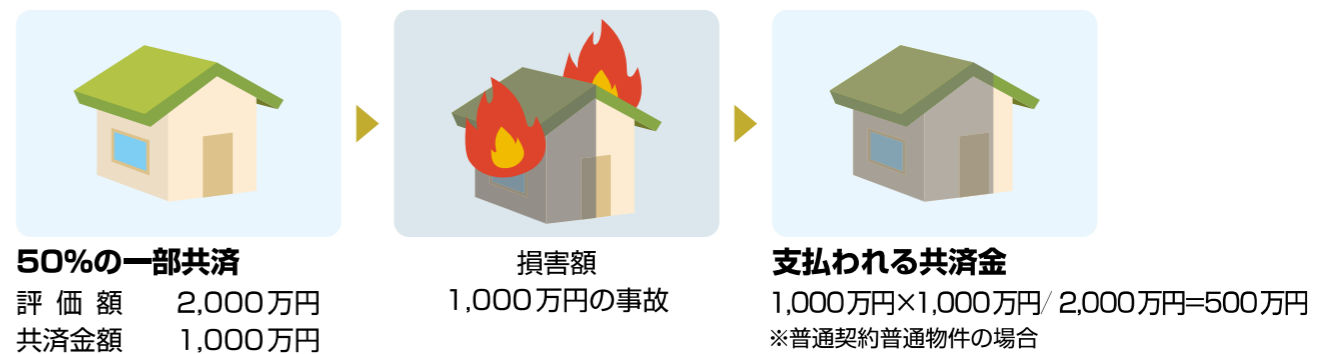 50%の一部共済
評価額 2,000万円
共済金額 1,000万円
損害額
1,000万円の事故
支払われる共済金
1,000万円×1,000万円/ 2,000万円=500万円
※普通契約普通物件の場合